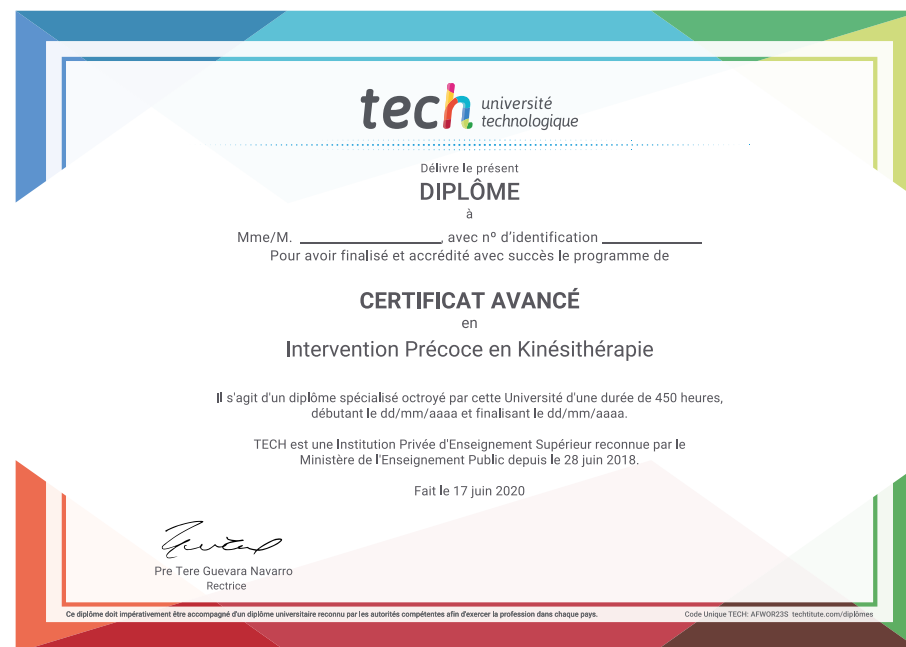 tech université
technologique
Délivre le présent
DIPLÔME
à
Mme/M. ____________________, avec nº d'identification ______________
Pour avoir finalisé et accrédité avec succès le programme de
CERTIFICAT AVANCÉ
en
Intervention Précoce en Kinésithérapie
Il s'agit d'un diplôme spécialisé octroyé par cette Université d'une durée de 450 heures,
débutant le dd/mm/aaaa et finalisant le dd/mm/aaaa.
TECH est une Institution Privée d'Enseignement Supérieur reconnue par le
Ministère de l'Enseignement Public depuis le 28 juin 2018.
Fait le 17 juin 2020
Pre Tere Guevara Navarro
Rectrice
Ce diplôme doit impérativement être accompagné d'un diplôme universitaire reconnu par les autorités compétentes afin d'exercer la profession dans chaque pays.
Code Unique TECH: AFWOR23S techtitute.com/diplômes